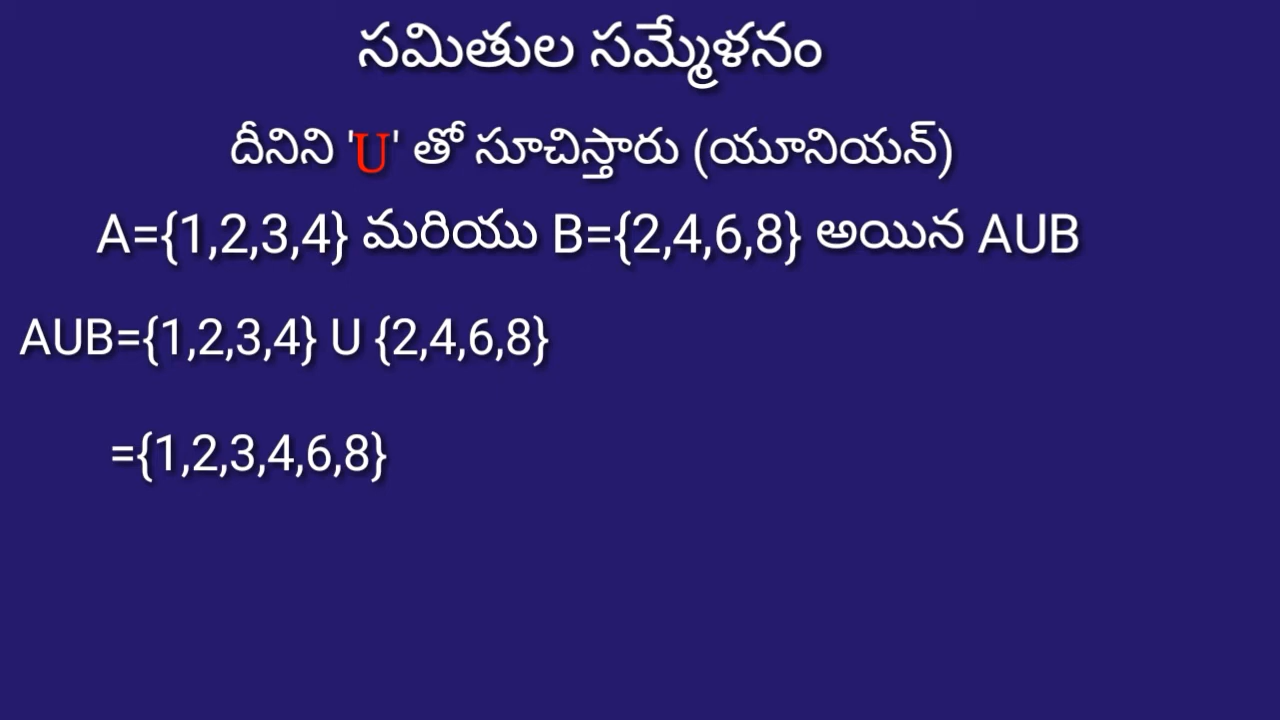 సమితుల సమ్మేళనం
దీనిని 'U' తో సూచిస్తారు (యూనియన్)
A={1,2,3,4} మరియు B={2,4,6,8} అయిన AUB
AUB={1,2,3,4} U {2,4,6,8}
={1,2,3,4,6,8}